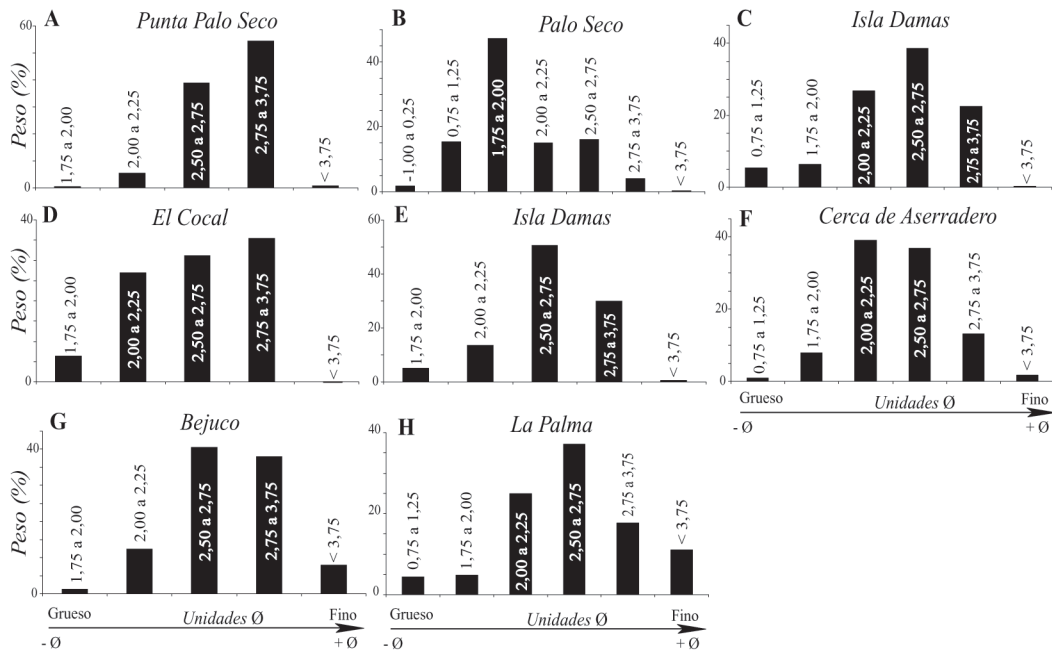 A Punta Palo Seco
Peso (%)
60
40
20
0
1,75 a 2,00
2,00 a 2,25
2,50 a 2,75
2,75 a 3,75
< 3,75
B Palo Seco
40
20
0
-1,00 a 0,25
0,75 a 1,25
1,75 a 2,00
2,00 a 2,25
2,50 a 2,75
2,75 a 3,75
< 3,75
C Isla Damas
40
20
0
0,75 a 1,25
1,75 a 2,00
2,00 a 2,25
2,50 a 2,75
2,75 a 3,75
< 3,75
D El Cocal
Peso (%)
40
20
0
1,75 a 2,00
2,00 a 2,25
2,50 a 2,75
2,75 a 3,75
< 3,75
E Isla Damas
60
40
20
0
1,75 a 2,00
2,00 a 2,25
2,50 a 2,75
2,75 a 3,75
< 3,75
F Cerca de Aserradero
40
20
0
0,75 a 1,25
1,75 a 2,00
2,00 a 2,25
2,50 a 2,75
2,75 a 3,75
< 3,75
Grueso Unidades Ø Fino
- Ø + Ø
G Bejuco
Peso (%)
40
20
0
1,75 a 2,00
2,00 a 2,25
2,50 a 2,75
2,75 a 3,75
< 3,75
Grueso Unidades Ø Fino
- Ø + Ø
H La Palma
40
20
0
0,75 a 1,25
1,75 a 2,00
2,00 a 2,25
2,50 a 2,75
2,75 a 3,75
< 3,75
Grueso Unidades Ø Fino
- Ø + Ø